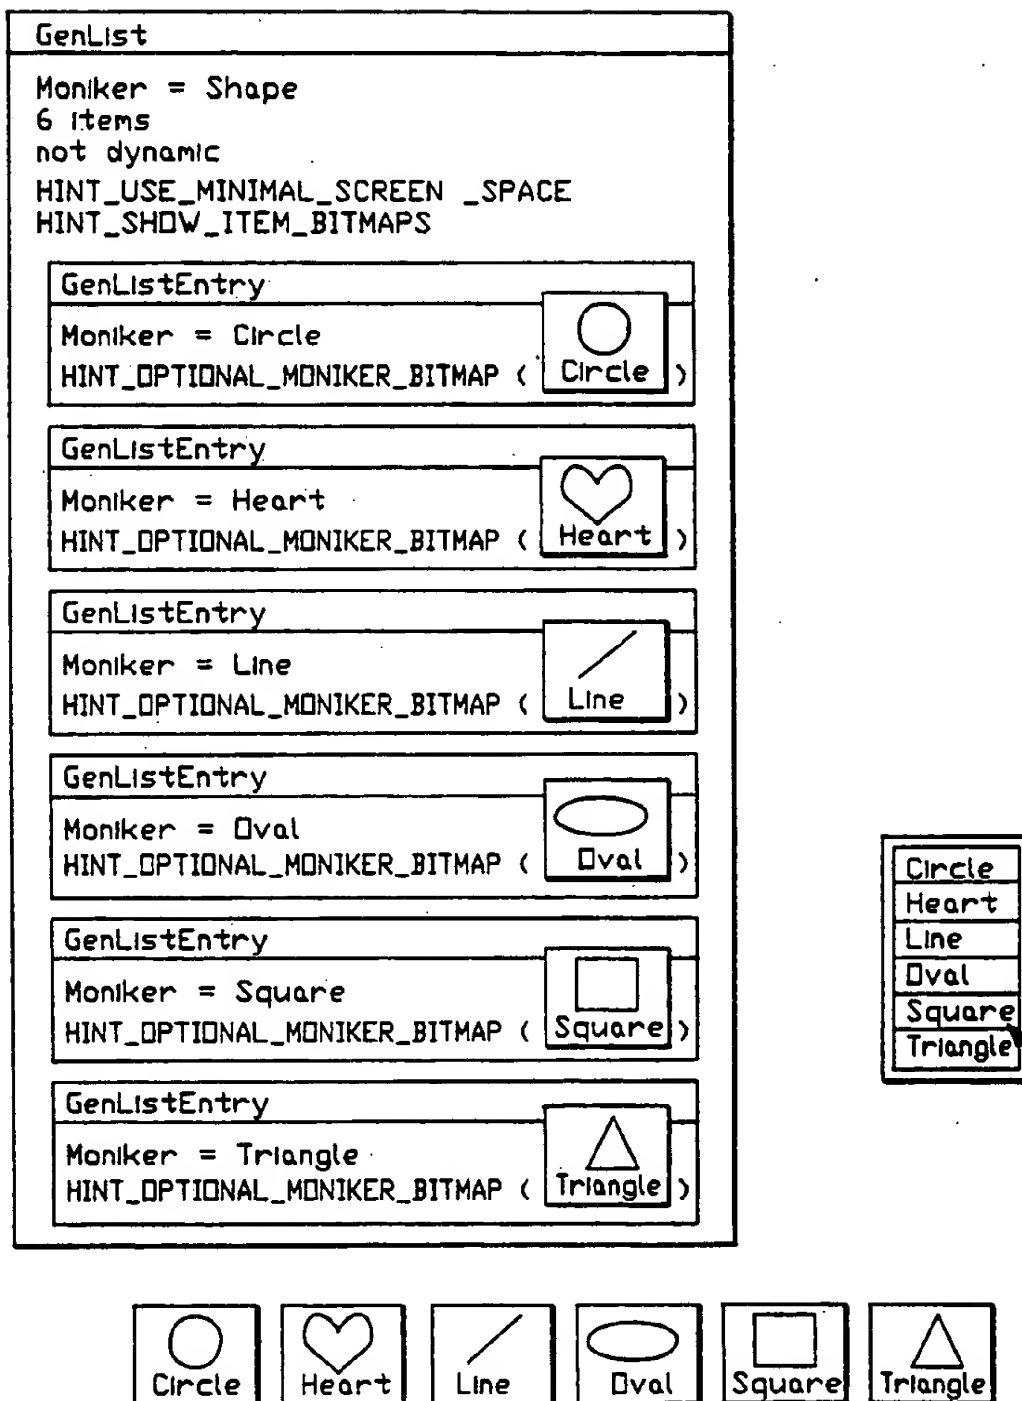 GenList
Moniker = Shape
6 items
not dynamic
HINT_USE_MINIMAL_SCREEN _SPACE
HINT_SHOW_ITEM_BITMAPS
GenListEntry
Moniker = Circle
HINT_OPTIONAL_MONIKER_BITMAP ( Circle )
GenListEntry
Moniker = Heart
HINT_OPTIONAL_MONIKER_BITMAP ( Heart )
GenListEntry
Moniker = Line
HINT_OPTIONAL_MONIKER_BITMAP ( Line )
GenListEntry
Moniker = Oval
HINT_OPTIONAL_MONIKER_BITMAP ( Oval )
GenListEntry
Moniker = Square
HINT_OPTIONAL_MONIKER_BITMAP ( Square )
GenListEntry
Moniker = Triangle
HINT_OPTIONAL_MONIKER_BITMAP ( Triangle )
Circle
Heart
Line
Oval
Square
Triangle
Circle Heart Line Oval Square Triangle